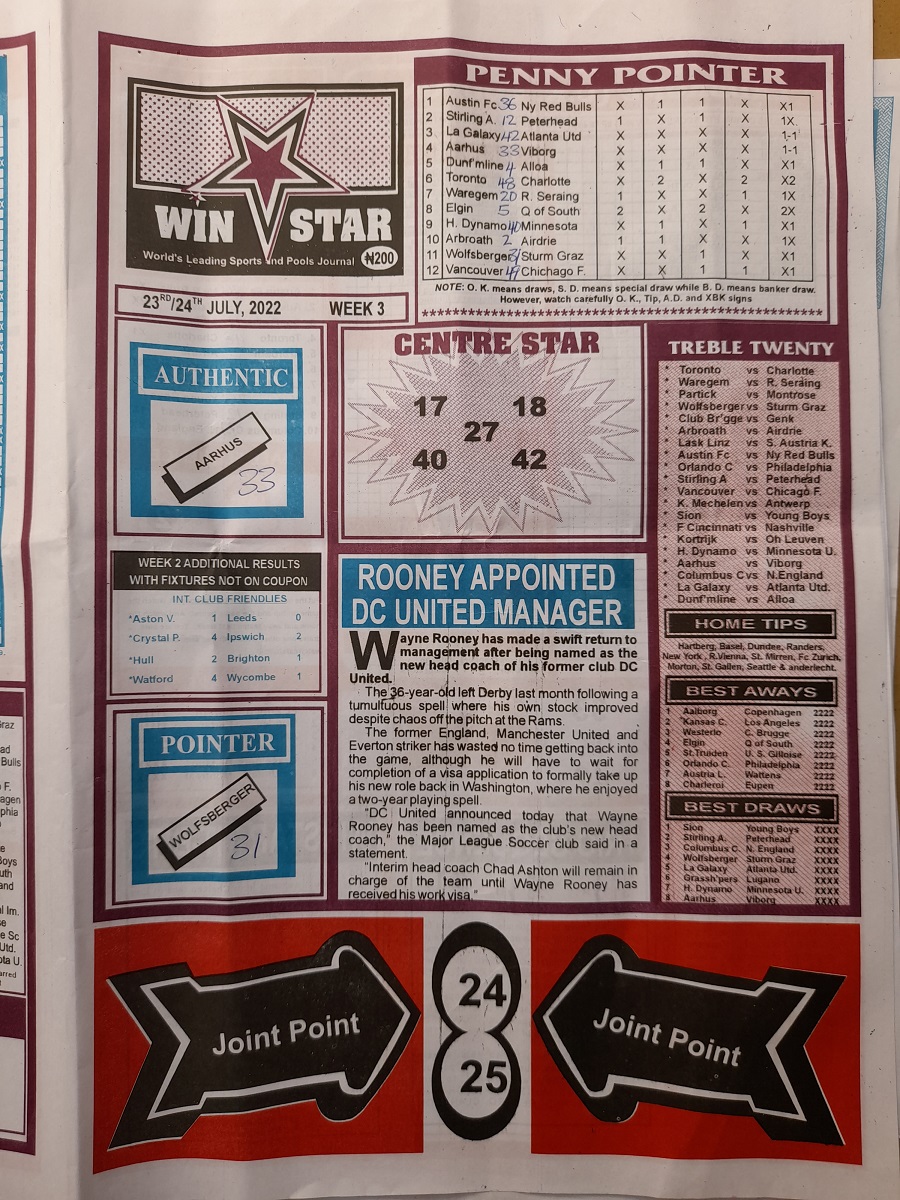 WIN STAR
World's Leading Sports and Pools Journal ₦200
23RD/24TH JULY, 2022 WEEK 3
PENNY POINTER
1 Austin Fc 36 Ny Red Bulls X 1 1 X X1
2 Stirling A. 12 Peterhead 1 X 1 X 1X.
3 La Galaxy 42 Atlanta Utd X X X X 1-1
4 Aarhus 33 Viborg X X X X 1-1
5 Dunf'mline 4 Alloa X 1 1 X X1
6 Toronto 48 Charlotte X 2 X 2 X2
7 Waregem 20 R. Seraing 1 X X 1 1X
8 Elgin 5 Q of South 2 X 2 X 2X
9 H. Dynamo 40 Minnesota X 1 X 1 X1
10 Arbroath 2 Airdrie 1 1 X X 1X
11 Wolfsberger 31 Sturm Graz X X X 1 X1
12 Vancouver 49 Chichago F. X X 1 1 X1
NOTE: O. K. means draws, S. D. means special draw while B. D. means banker draw.
However, watch carefully O. K., Tip, A.D. and XBK signs
*****************************************
AUTHENTIC
AARHUS
33
CENTRE STAR
17 18
27
40 42
TREBLE TWENTY
* Toronto vs Charlotte
* Waregem vs R. Seraing
* Partick vs Montrose
* Wolfsberger vs Sturm Graz
* Club Br'gge vs Genk
* Arbroath vs Airdrie
* Lask Linz vs S. Austria K.
* Austin Fc vs Ny Red Bulls
* Orlando C vs Philadelphia
* Stirling A vs Peterhead
* Vancouver vs Chicago F.
* K. Mechelen vs Antwerp
* Sion vs Young Boys
* F Cincinnati vs Nashville
* Kortrijk vs Oh Leuven
* H. Dynamo vs Minnesota U.
* Aarhus vs Viborg
* Columbus C vs N.England
* La Galaxy vs Atlanta Utd.
* Dunf'mline vs Alloa
WEEK 2 ADDITIONAL RESULTS
WITH FIXTURES NOT ON COUPON
INT. CLUB FRIENDLIES
*Aston V. 1 Leeds 0
*Crystal P. 4 Ipswich 2
*Hull 2 Brighton 1
*Watford 4 Wycombe 1
POINTER
WOLFSBERGER
31
ROONEY APPOINTED
DC UNITED MANAGER
Wayne Rooney has made a swift return to
management after being named as the
new head coach of his former club DC
United.
The 36-year-old left Derby last month following a
tumultuous spell where his own stock improved
despite chaos off the pitch at the Rams.
The former England, Manchester United and
Everton striker has wasted no time getting back into
the game, although he will have to wait for
completion of a visa application to formally take up
his new role back in Washington, where he enjoyed
a two-year playing spell.
"DC United announced today that Wayne
Rooney has been named as the club's new head
coach," the Major League Soccer club said in a
statement.
"Interim head coach Chad Ashton will remain in
charge of the team until Wayne Rooney has
received his work visa."
HOME TIPS
Hartberg, Basel, Dundee, Randers,
New York , R.Vienna, St. Mirren, Fc Zurich,
Morton, St. Gallen, Seattle & anderlecht.
BEST AWAYS
1 Aalborg Copenhagen 2222
2 "Kansas C. Los Angeles 2222
3 Westerlo C. Brugge 2222
4 Elgin Q of South 2222
5 St.Truiden U. S. Gilloise 2222
6 Orlando C. Philadelphia 2222
7 Austria L. Wattens 2222
8 Charleroi Eupen 2222
BEST DRAWS
1 Sion Young Boys XXXX
2 Stirling A. Peterhead XXXX
3 Columbus C. N. England XXXX
4 Wolfsberger Sturm Graz XXXX
5 La Galaxy Atlanta Utd. XXXX
6 Grassh'pers Lugano XXXX
7 H. Dynamo Minnesota U. XXXX
8 Aarhus Viborg XXXX
Joint Point
24
25
Joint Point